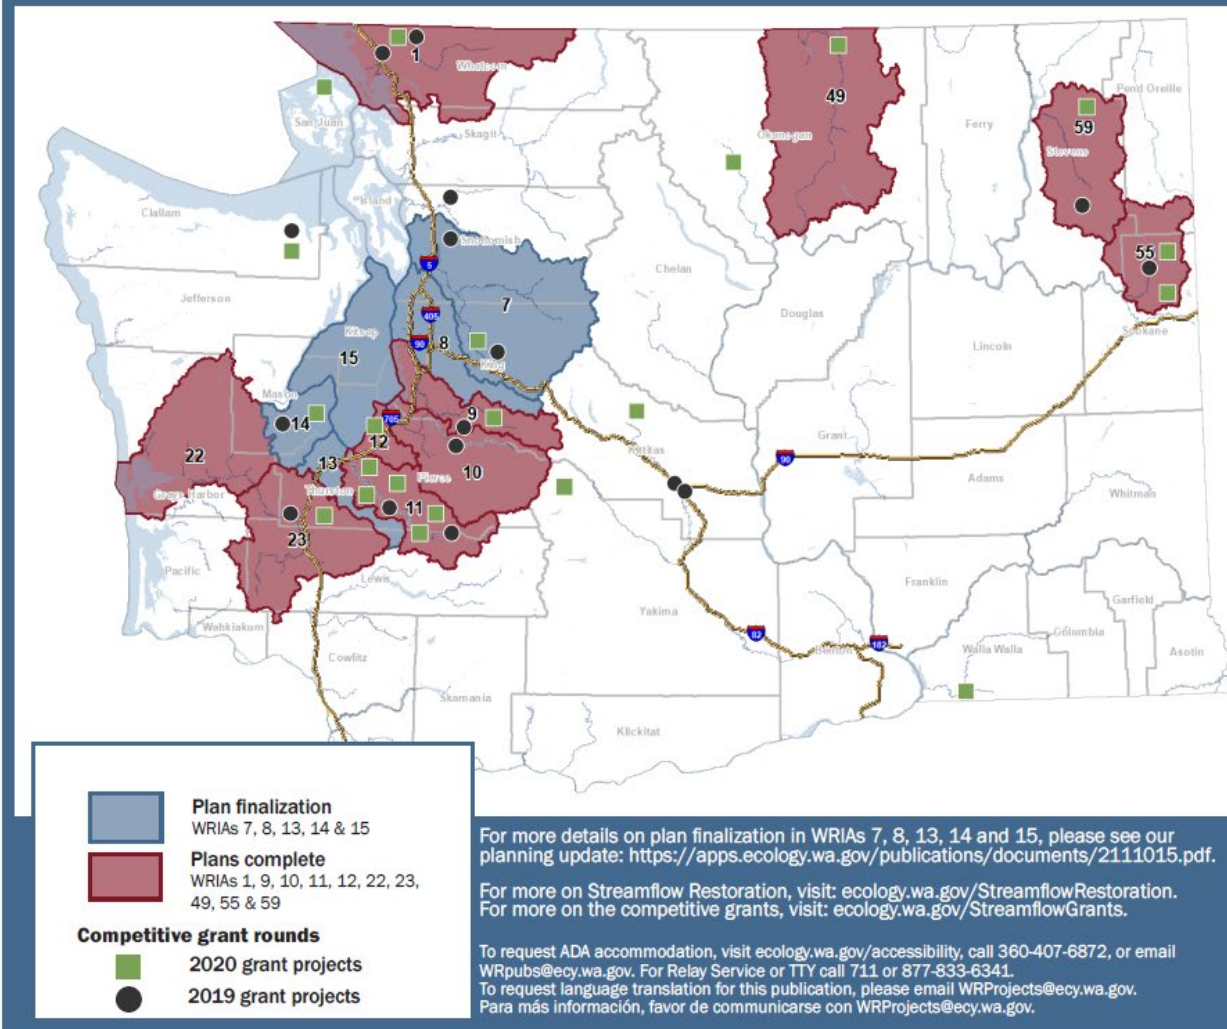 1
Whatcom
49
Pend Oreille
59
San Juan
Skagit
Okanogan
Ferry
Stevens
Island
Clallam
Snohomish
5
55
Chelan
Jefferson
7
405
Douglas
Kitsap
8
90
Spokane
15
King
Lincoln
Mason
705
9
14
12
Kittitas
Grant
90
22
13
10
Pierce
Adams
Whitman
Grays Harbor
Thurston
11
23
Pacific
Lewis
Franklin
Garfield
Wahkiakum
Yakima
82
182
Columbia
Cowlitz
Benton
Walla Walla
Asotin
Skamania
Klickitat
Plan finalization
WRIAs 7, 8, 13, 14 & 15
Plans complete
WRIAs 1, 9, 10, 11, 12, 22, 23,
49, 55 & 59
Competitive grant rounds
2020 grant projects
2019 grant projects
For more details on plan finalization in WRIAs 7, 8, 13, 14 and 15, please see our
planning update: https://apps.ecology.wa.gov/publications/documents/2111015.pdf.
For more on Streamflow Restoration, visit: ecology.wa.gov/StreamflowRestoration.
For more on the competitive grants, visit: ecology.wa.gov/StreamflowGrants.
To request ADA accommodation, visit ecology.wa.gov/accessibility, call 360-407-6872, or email
WRpubs@ecy.wa.gov. For Relay Service or TTY call 711 or 877-833-6341.
To request language translation for this publication, please email WRProjects@ecy.wa.gov.
Para más información, favor de communicarse con WRProjects@ecy.wa.gov.